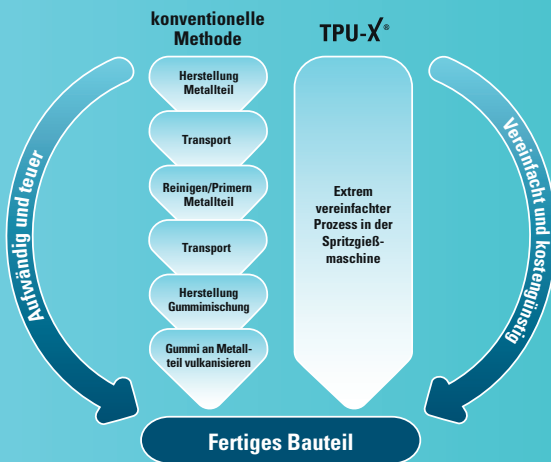 konventionelle
Methode
TPU-X®
Herstellung
Metallteil
Transport
Reinigen/Primern
Metallteil
Transport
Herstellung
Gummimischung
Gummi an Metall-
teil vulkanisieren
Extrem
vereinfachter
Prozess in der
Spritzgieß-
maschine
Aufwändig und teuer
Vereinfacht und kostengünstig
Fertiges Bauteil